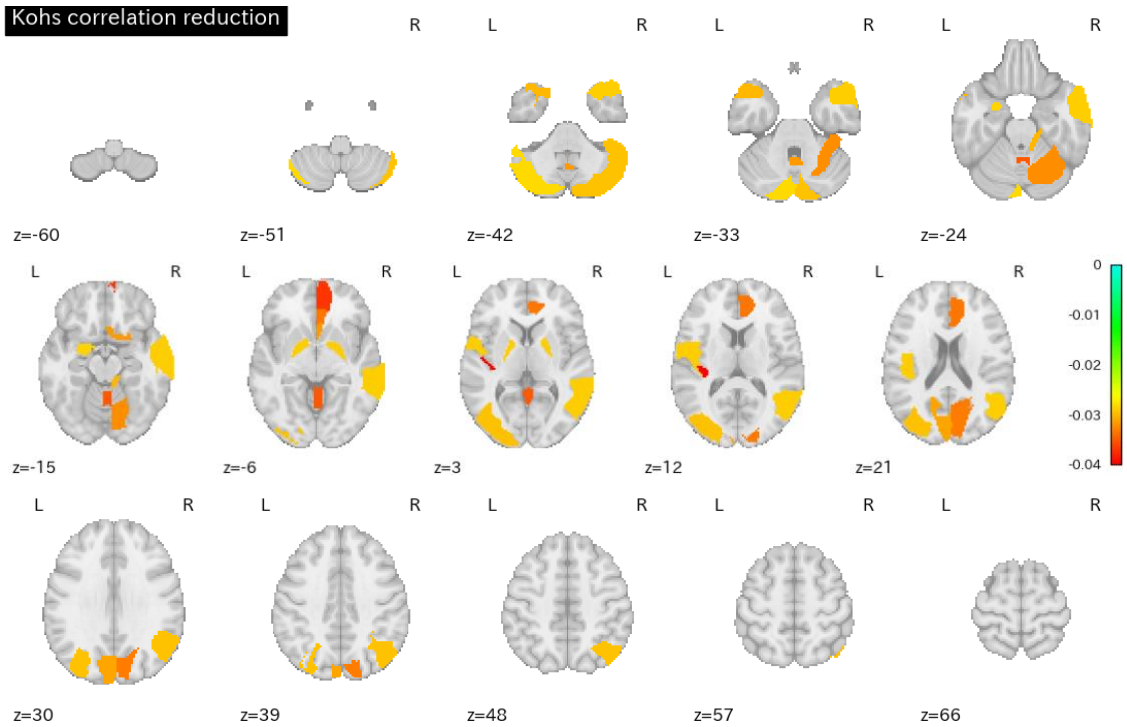 Kohs correlation reduction
R L R L R L R
z=-60 z=-51 z=-42 z=-33 z=-24
L R L R L R L R L R
0
-0.01
-0.02
-0.03
-0.04
z=-15 z=-6 z=3 z=12 z=21
L R L R L R L R L R
z=30 z=39 z=48 z=57 z=66